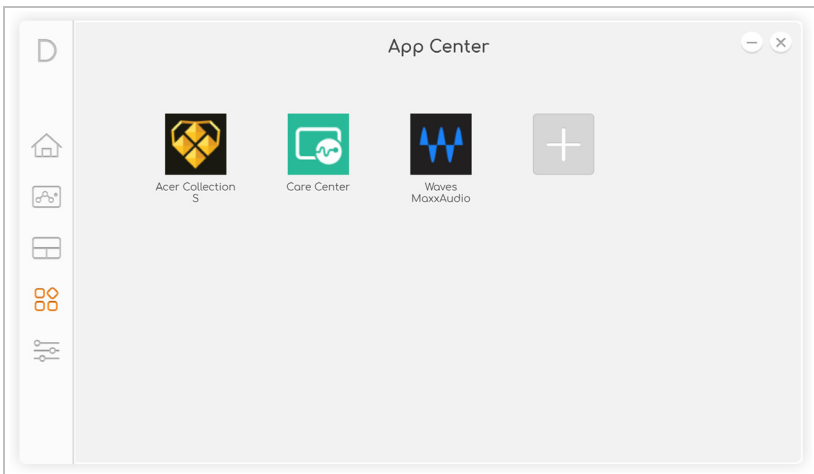 D
App Center
Acer Collection
S
Care Center
Waves
MaxxAudio